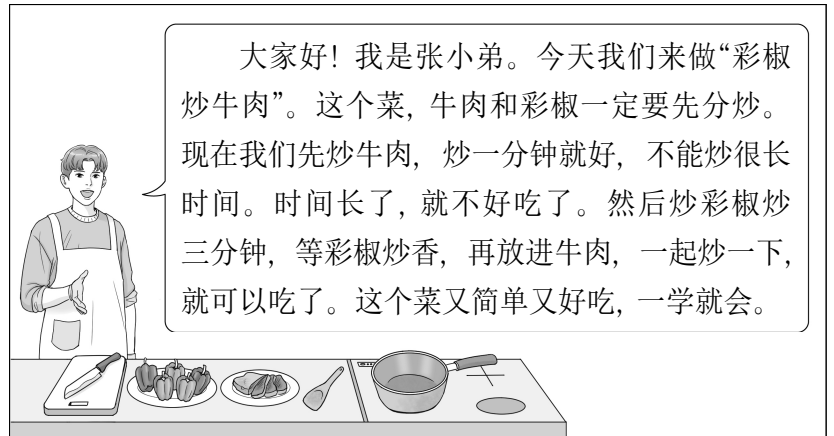 大家好! 我是张小弟。今天我们来做“彩椒
炒牛肉”。这个菜, 牛肉和彩椒一定要先分炒。
现在我们先炒牛肉, 炒一分钟就好, 不能炒很长
时间。时间长了, 就不好吃了。然后炒彩椒炒
三分钟, 等彩椒炒香, 再放进牛肉, 一起炒一下,
就可以吃了。这个菜又简单又好吃, 一学就会。